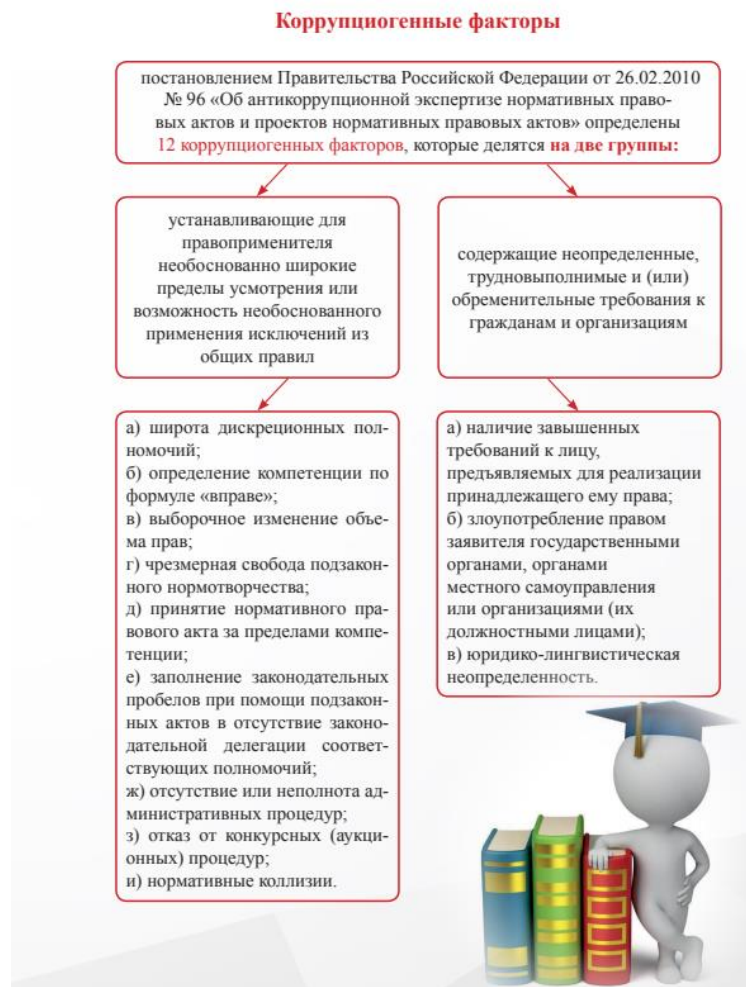 Коррупциогенные факторы
постановлением Правительства Российской Федерации от 26.02.2010
№ 96 «Об антикоррупционной экспертизе нормативных право-
вых актов и проектов нормативных правовых актов» определены
12 коррупциогенных факторов, которые делятся на две группы:
устанавливающие для
правоприменителя
необоснованно широкие
пределы усмотрения или
возможность необоснованного
применения исключений из
общих правил
содержащие неопределенные,
трудновыполнимые и (или)
обременительные требования к
гражданам и организациям
а) широта дискреционных пол-
номочий;
б) определение компетенции по
формуле «вправе»;
в) выборочное изменение объе-
ма прав;
г) чрезмерная свобода подзакон-
ного нормотворчества;
д) принятие нормативного пра-
вового акта за пределами компе-
тенции;
е) заполнение законодательных
пробелов при помощи подзакон-
ных актов в отсутствие законо-
дательной делегации соответ-
ствующих полномочий;
ж) отсутствие или неполнота ад-
министративных процедур;
з) отказ от конкурсных (аукци-
онных) процедур;
и) нормативные коллизии.
а) наличие завышенных
требований к лицу,
предъявляемых для реализации
принадлежащего ему права;
б) злоупотребление правом
заявителя государственными
органами, органами
местного самоуправления
или организациями (их
должностными лицами);
в) юридико-лингвистическая
неопределенность.